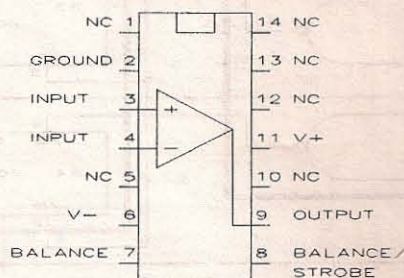 NC 1 14 NC
GROUND 2 13 NC
INPUT 3 + 12 NC
INPUT 4 − 11 V+
NC 5 10 NC
V− 6 9 OUTPUT
BALANCE 7 8 BALANCE/
STROBE